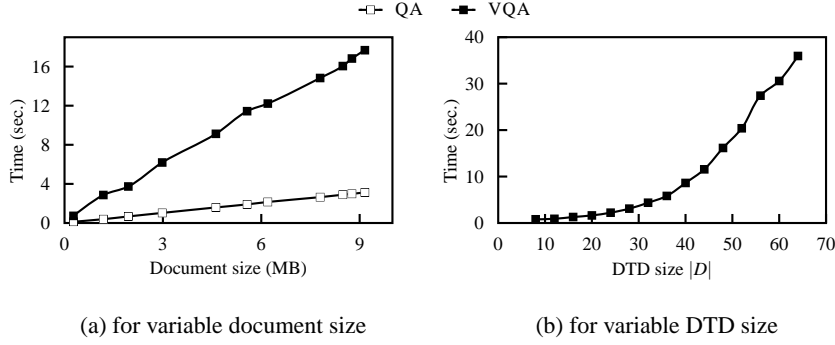 QA VQA
16
12
8
4
0
0 3 6 9
Time (sec.)
Document size (MB)
40
30
20
10
0
0 10 20 30 40 50 60 70
Time (sec.)
DTD size |D|
(a) for variable document size
(b) for variable DTD size